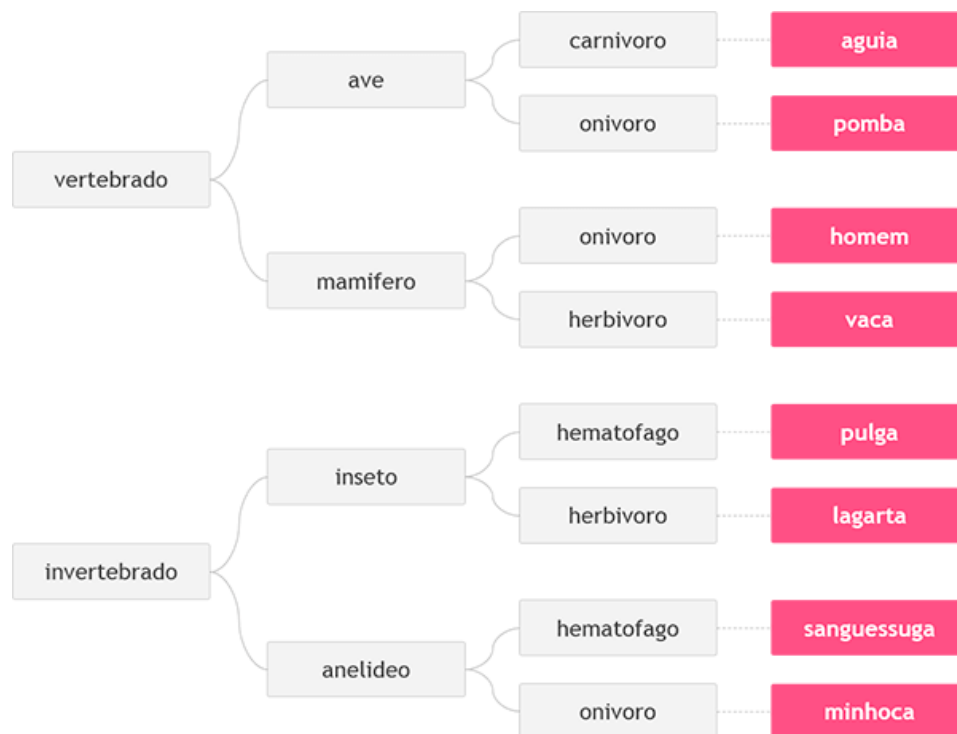 carnivoro
aguia
ave
onivoro
pomba
vertebrado
onivoro
homem
mamifero
herbivoro
vaca
hematofago
pulga
inseto
herbivoro
lagarta
invertebrado
hematofago
sanguessuga
anelideo
onivoro
minhoca